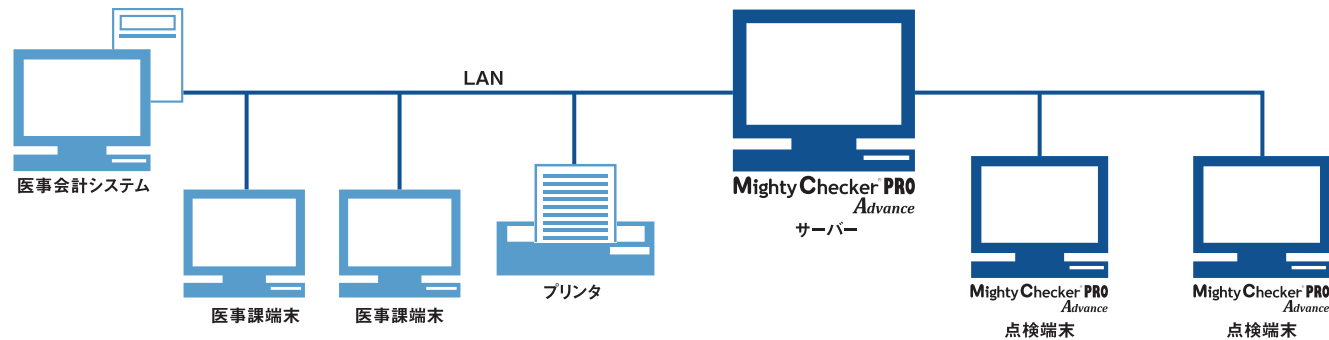 LAN
医事会計システム
医事課端末
医事課端末
プリンタ
Mighty Checker® PRO
Advance
サーバー
Mighty Checker® PRO
Advance
点検端末
Mighty Checker® PRO
Advance
点検端末